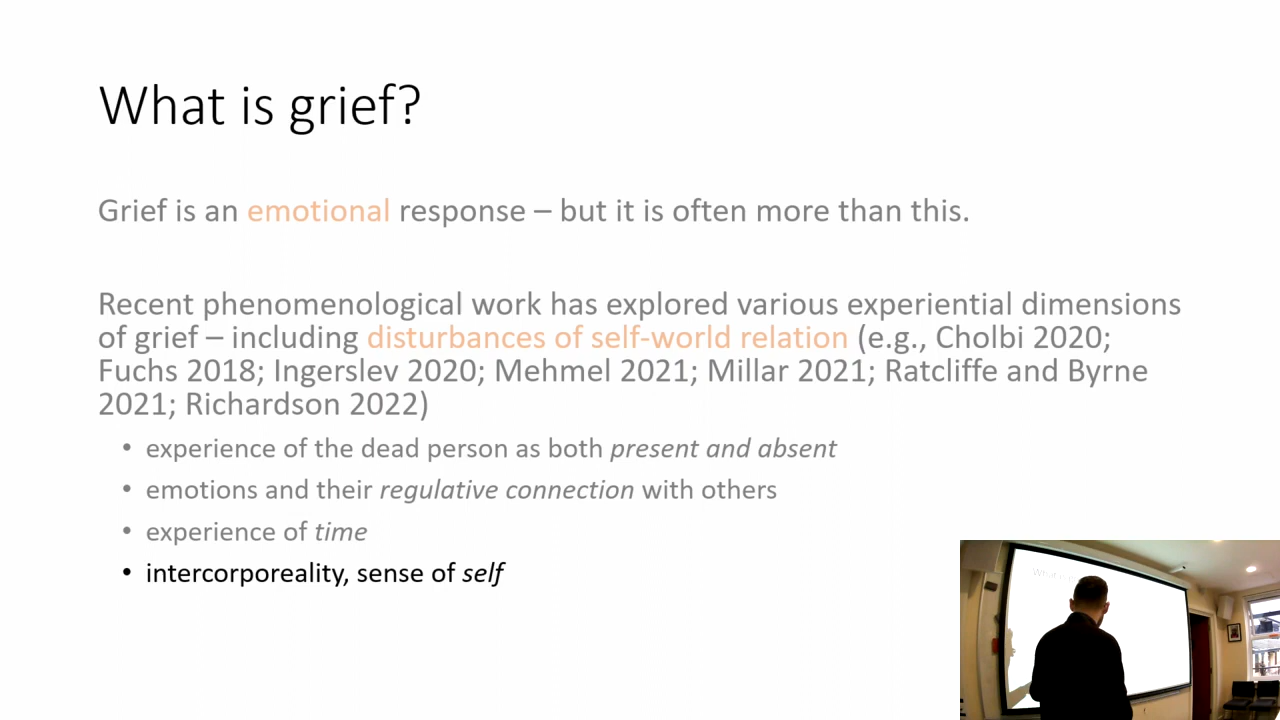 What is grief?
Grief is an emotional response – but it is often more than this.
Recent phenomenological work has explored various experiential dimensions
of grief – including disturbances of self-world relation (e.g., Cholbi 2020;
Fuchs 2018; Ingerslev 2020; Mehmel 2021; Millar 2021; Ratcliffe and Byrne
2021; Richardson 2022)
• experience of the dead person as both present and absent
• emotions and their regulative connection with others
• experience of time
• intercorporeality, sense of self